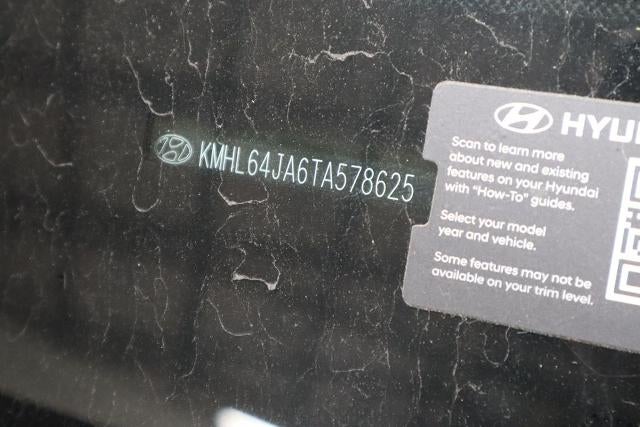 KMHL64JA6TA578625
HYU
Scan to learn more
about new and existing
features on your Hyundai
with "How-To" guides.
Select your model
year and vehicle.
Some features may not be
available on your trim level.